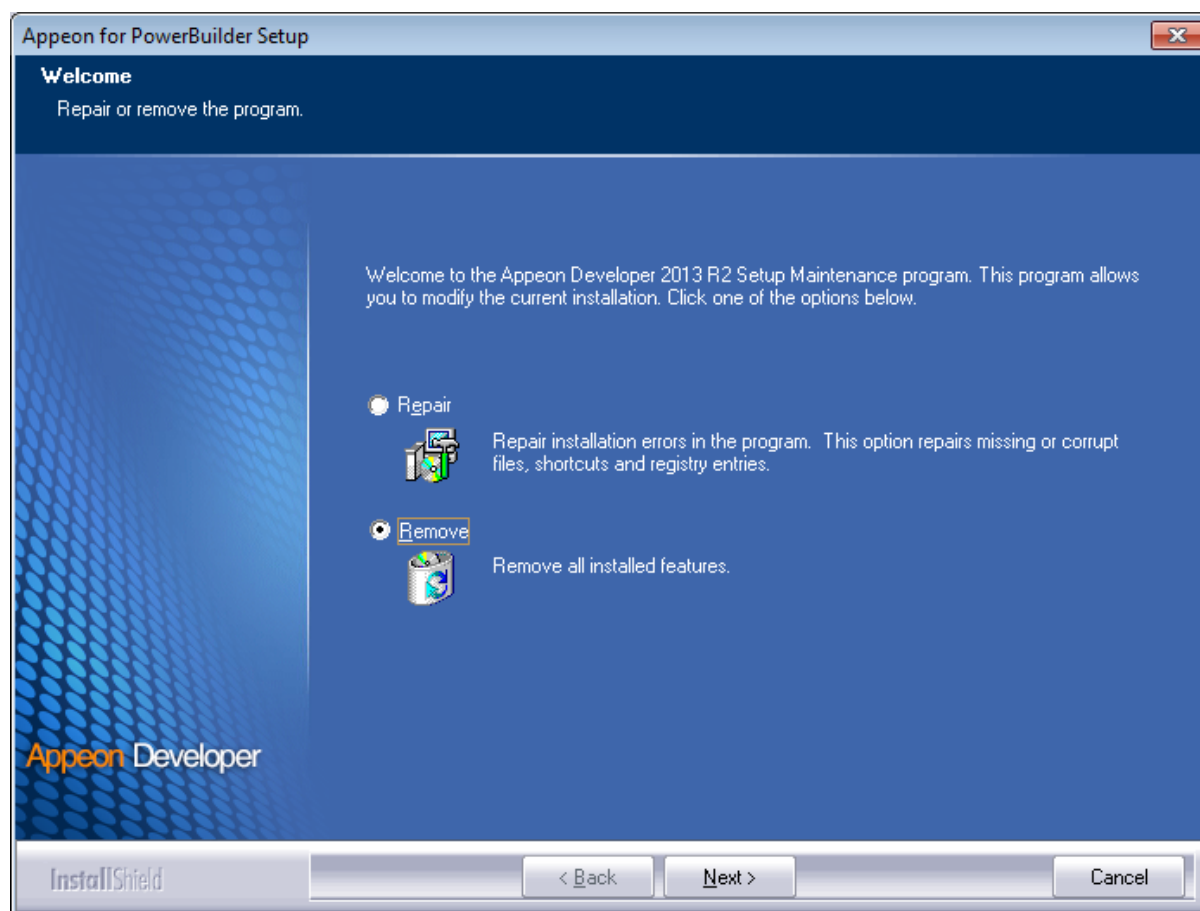 Appeon for PowerBuilder Setup
Welcome
Repair or remove the program.
Welcome to the Appeon Developer 2013 R2 Setup Maintenance program. This program allows
you to modify the current installation. Click one of the options below.
Repair
Repair installation errors in the program.  This option repairs missing or corrupt
files, shortcuts and registry entries.
Remove
Remove all installed features.
Appeon Developer
InstallShield
< Back
Next >
Cancel